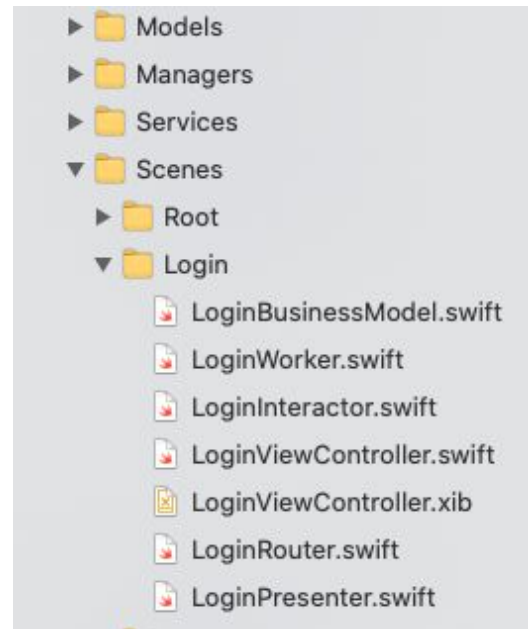 Models
Managers
Services
Scenes
Root
Login
LoginBusinessModel.swift
LoginWorker.swift
LoginInteractor.swift
LoginViewController.swift
LoginViewController.xib
LoginRouter.swift
LoginPresenter.swift